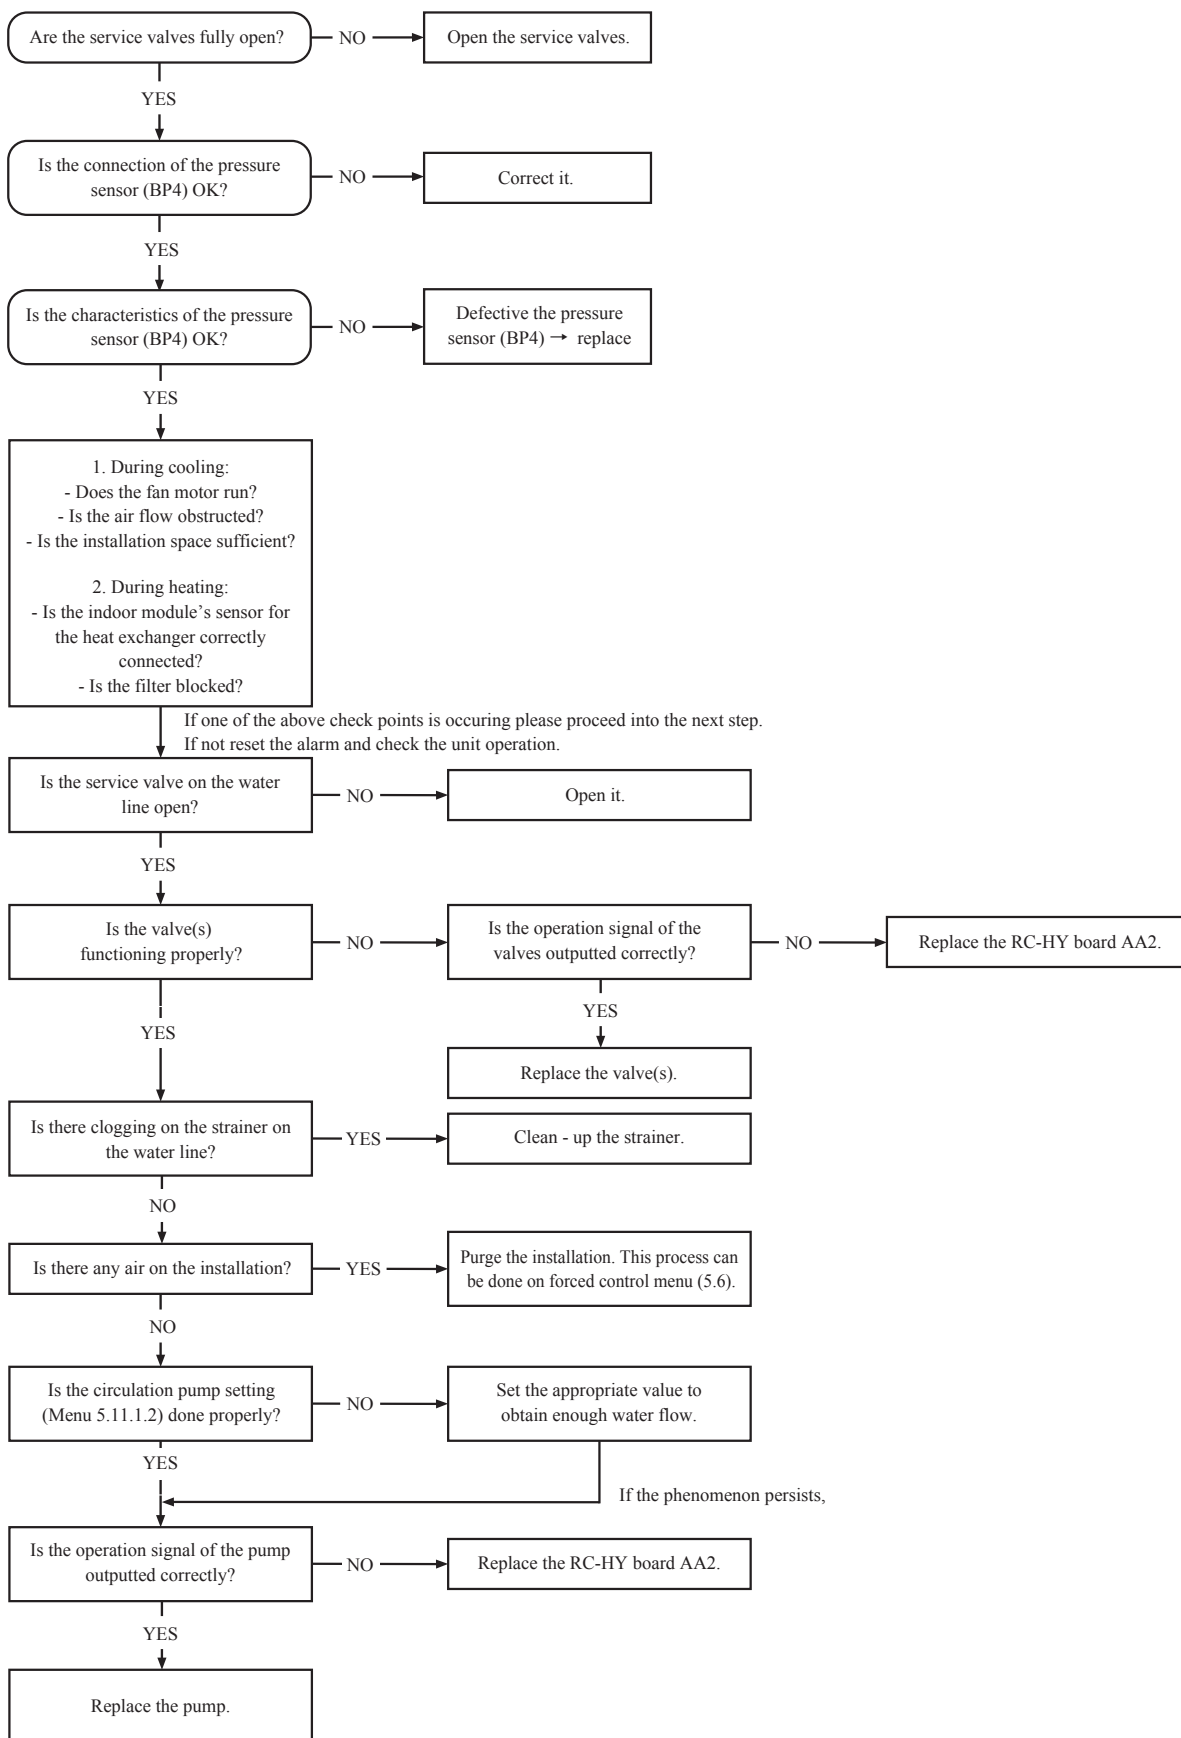 Are the service valves fully open?
NO
Open the service valves.
YES
Is the connection of the pressure
sensor (BP4) OK?
NO
Correct it.
YES
Is the characteristics of the pressure
sensor (BP4) OK?
NO
Defective the pressure
sensor (BP4) → replace
YES
1. During cooling:
- Does the fan motor run?
- Is the air flow obstructed?
- Is the installation space sufficient?
2. During heating:
- Is the indoor module's sensor for
the heat exchanger correctly
connected?
- Is the filter blocked?
If one of the above check points is occuring please proceed into the next step.
If not reset the alarm and check the unit operation.
Is the service valve on the water
line open?
NO
Open it.
YES
Is the valve(s)
functioning properly?
NO
Is the operation signal of the
valves outputted correctly?
NO
Replace the RC-HY board AA2.
YES
YES
Replace the valve(s).
Is there clogging on the strainer on
the water line?
YES
Clean - up the strainer.
NO
Is there any air on the installation?
YES
Purge the installation. This process can
be done on forced control menu (5.6).
NO
Is the circulation pump setting
(Menu 5.11.1.2) done properly?
NO
Set the appropriate value to
obtain enough water flow.
YES
If the phenomenon persists,
Is the operation signal of the pump
outputted correctly?
NO
Replace the RC-HY board AA2.
YES
Replace the pump.